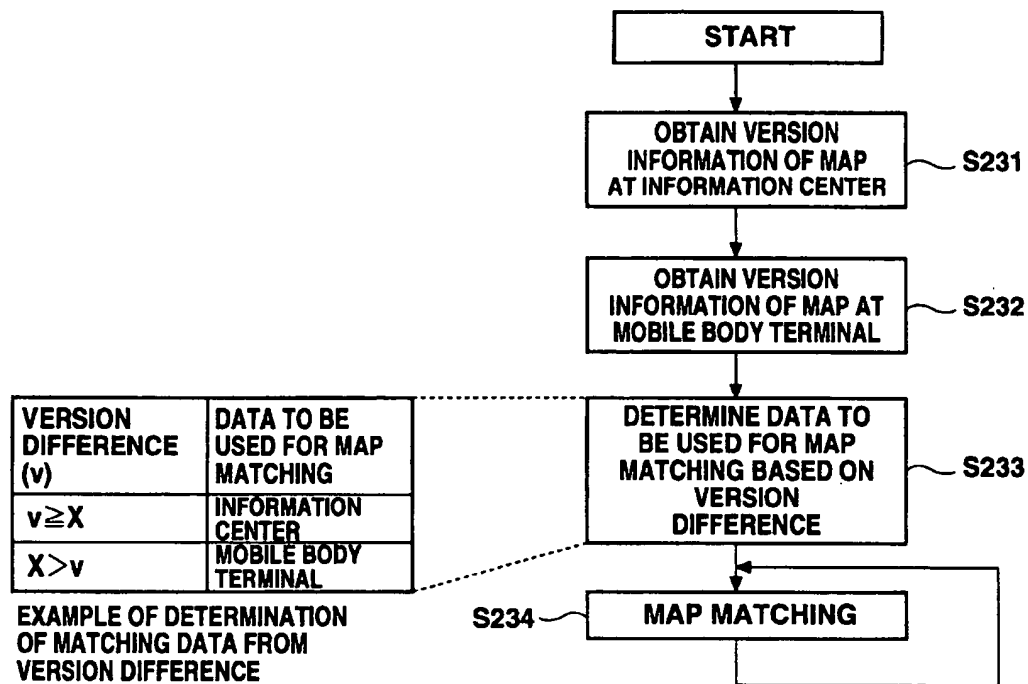 START
OBTAIN VERSION
INFORMATION OF MAP
AT INFORMATION CENTER
S231
OBTAIN VERSION
INFORMATION OF MAP AT
MOBILE BODY TERMINAL
S232
DETERMINE DATA TO
BE USED FOR MAP
MATCHING BASED ON
VERSION
DIFFERENCE
S233
VERSION
DIFFERENCE
(v)
DATA TO BE
USED FOR MAP
MATCHING
v≧X
INFORMATION
CENTER
X>v
MOBILE BODY
TERMINAL
EXAMPLE OF DETERMINATION
OF MATCHING DATA FROM
VERSION DIFFERENCE
S234
MAP MATCHING